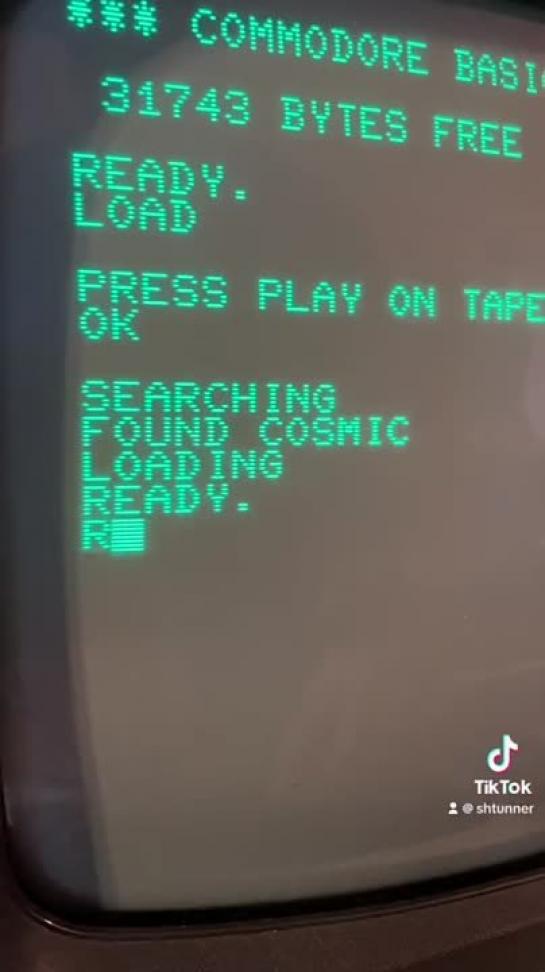 *** COMMODORE BASIC
31743 BYTES FREE
READY.
LOAD
PRESS PLAY ON TAPE
OK
SEARCHING
FOUND COSMIC
LOADING
READY.
R
TikTok
@ shtunner